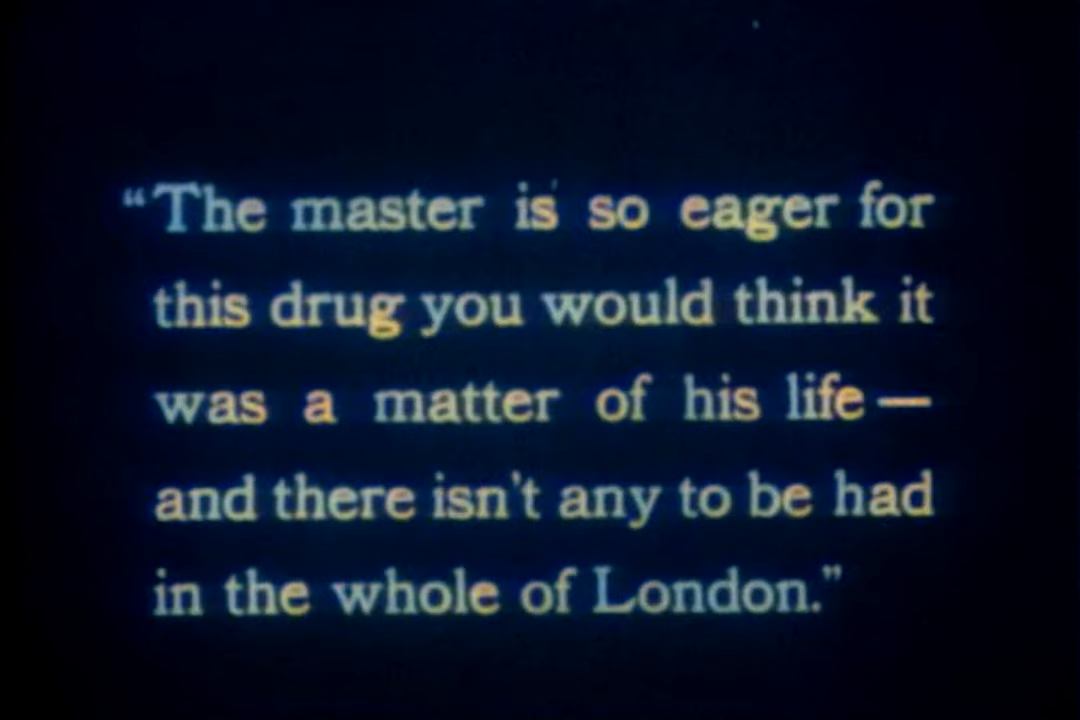 “The master is so eager for
this drug you would think it
was a matter of his life —
and there isn't any to be had
in the whole of London.”